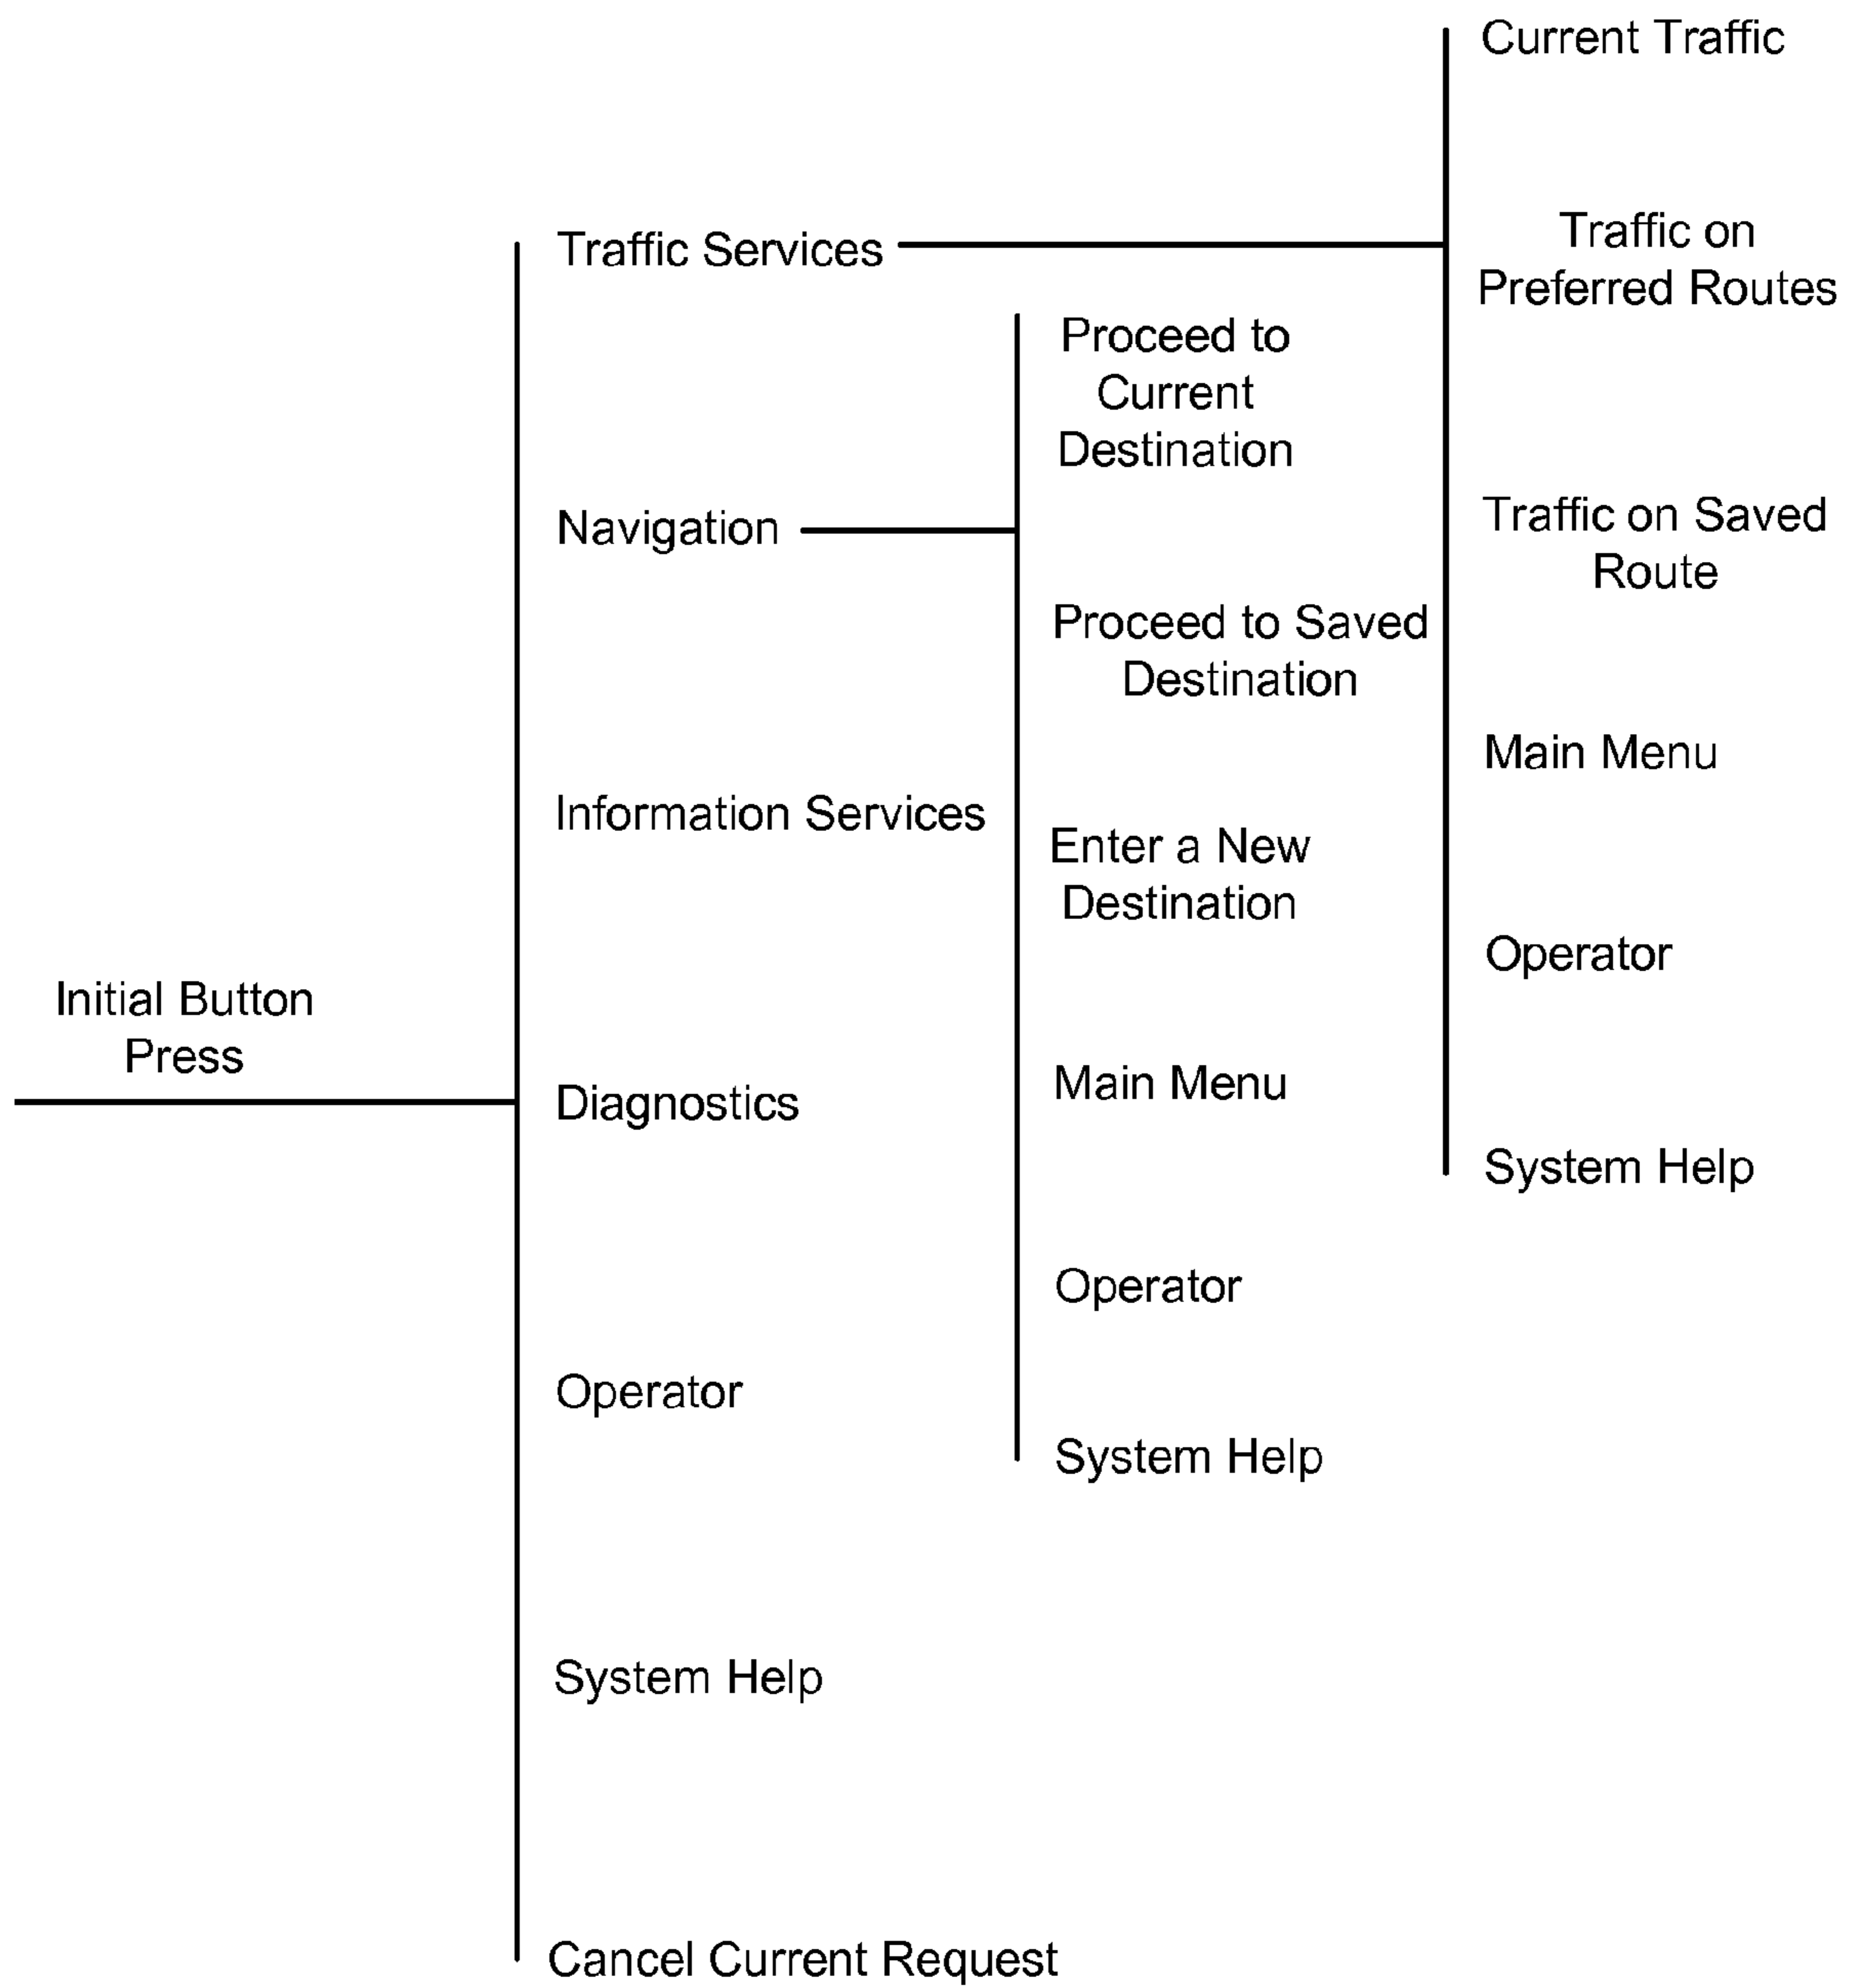 Initial Button
Press
Traffic Services
Navigation
Information Services
Diagnostics
Operator
System Help
Cancel Current Request
Proceed to
Current
Destination
Proceed to Saved
Destination
Enter a New
Destination
Main Menu
Operator
System Help
Current Traffic
Traffic on
Preferred Routes
Traffic on Saved
Route
Main Menu
Operator
System Help